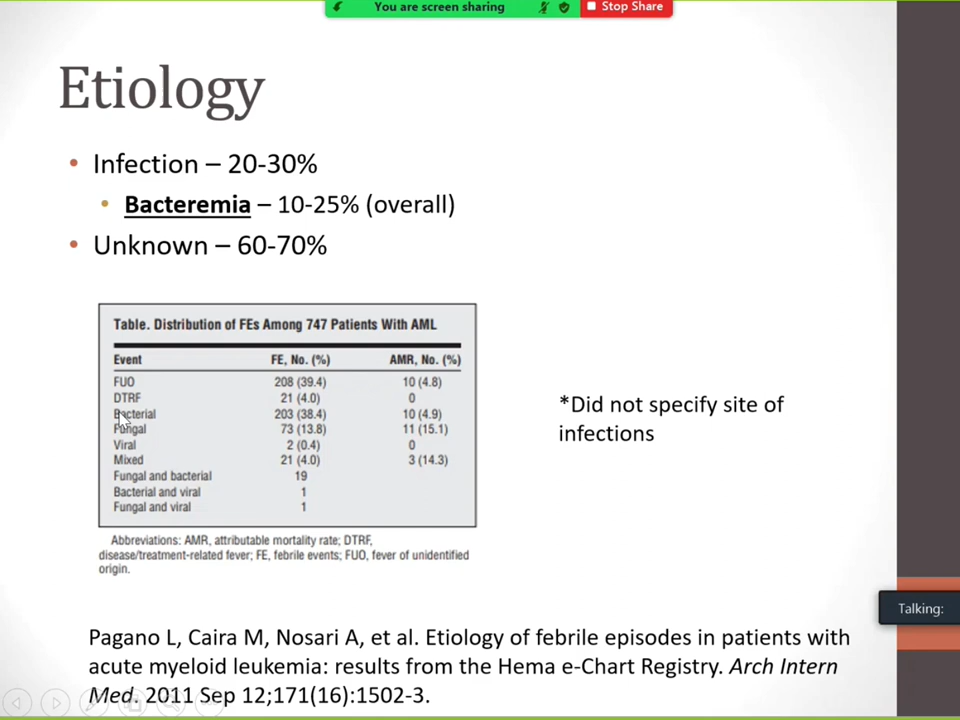 You are screen sharing
Stop Share
Etiology
• Infection – 20-30%
• Bacteremia – 10-25% (overall)
• Unknown – 60-70%
Table. Distribution of FEs Among 747 Patients With AML
Event FE, No. (%) AMR, No. (%)
FUO 208 (39.4) 10 (4.8)
DTRF 21 (4.0) 0
Bacterial 203 (38.4) 10 (4.9)
Fungal 73 (13.8) 11 (15.1)
Viral 2 (0.4) 0
Mixed 21 (4.0) 3 (14.3)
Fungal and bacterial 19
Bacterial and viral 1
Fungal and viral 1
Abbreviations: AMR, attributable mortality rate; DTRF,
disease/treatment-related fever; FE, febrile events; FUO, fever of unidentified
origin.
*Did not specify site of
infections
Talking:
Pagano L, Caira M, Nosari A, et al. Etiology of febrile episodes in patients with
acute myeloid leukemia: results from the Hema e-Chart Registry. Arch Intern
Med. 2011 Sep 12;171(16):1502-3.